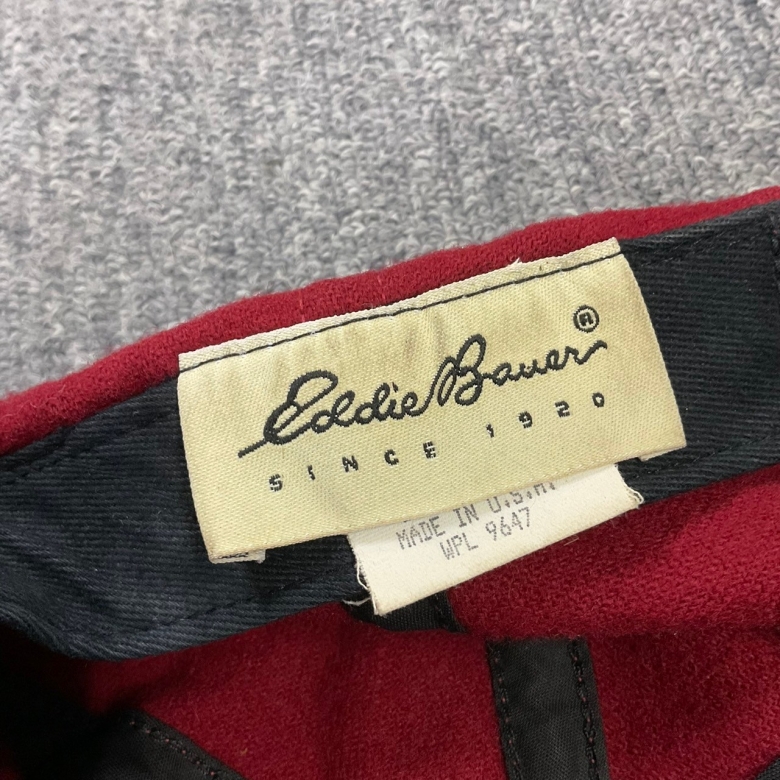 Eddie Bauer ®
SINCE 1920
MADE IN U.S.A.
WPL 9647